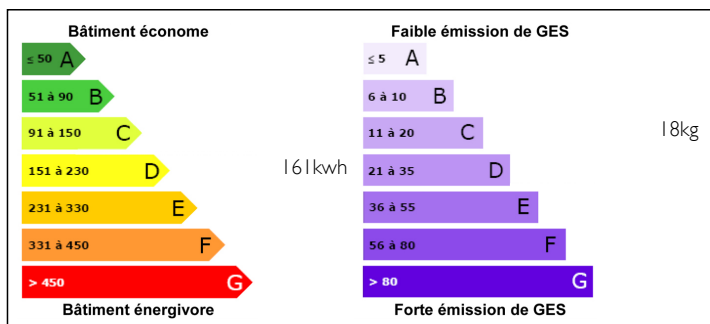 Bâtiment économe
≤ 50 A
51 à 90 B
91 à 150 C
151 à 230 D
231 à 330 E
331 à 450 F
> 450 G
Bâtiment énergivore
161kwh
Faible émission de GES
≤ 5 A
6 à 10 B
11 à 20 C
21 à 35 D
36 à 55 E
56 à 80 F
> 80 G
Forte émission de GES
18kg